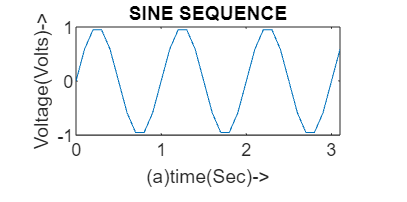 SINE SEQUENCE
Voltage(Volts)->
1
0
-1
0 1 2 3
(a)time(Sec)->